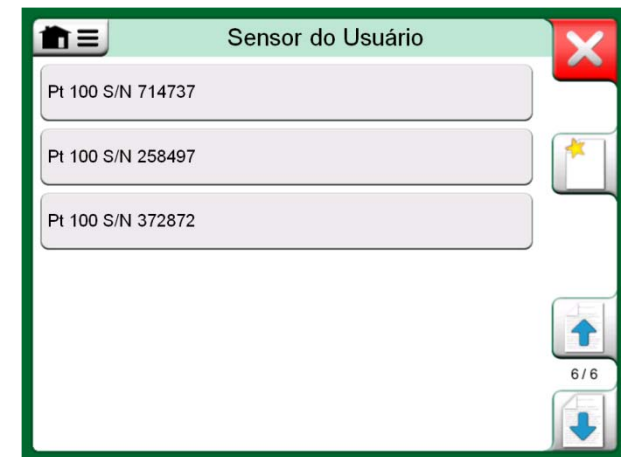 Sensor do Usuário
Pt 100 S/N 714737
Pt 100 S/N 258497
Pt 100 S/N 372872
6 / 6